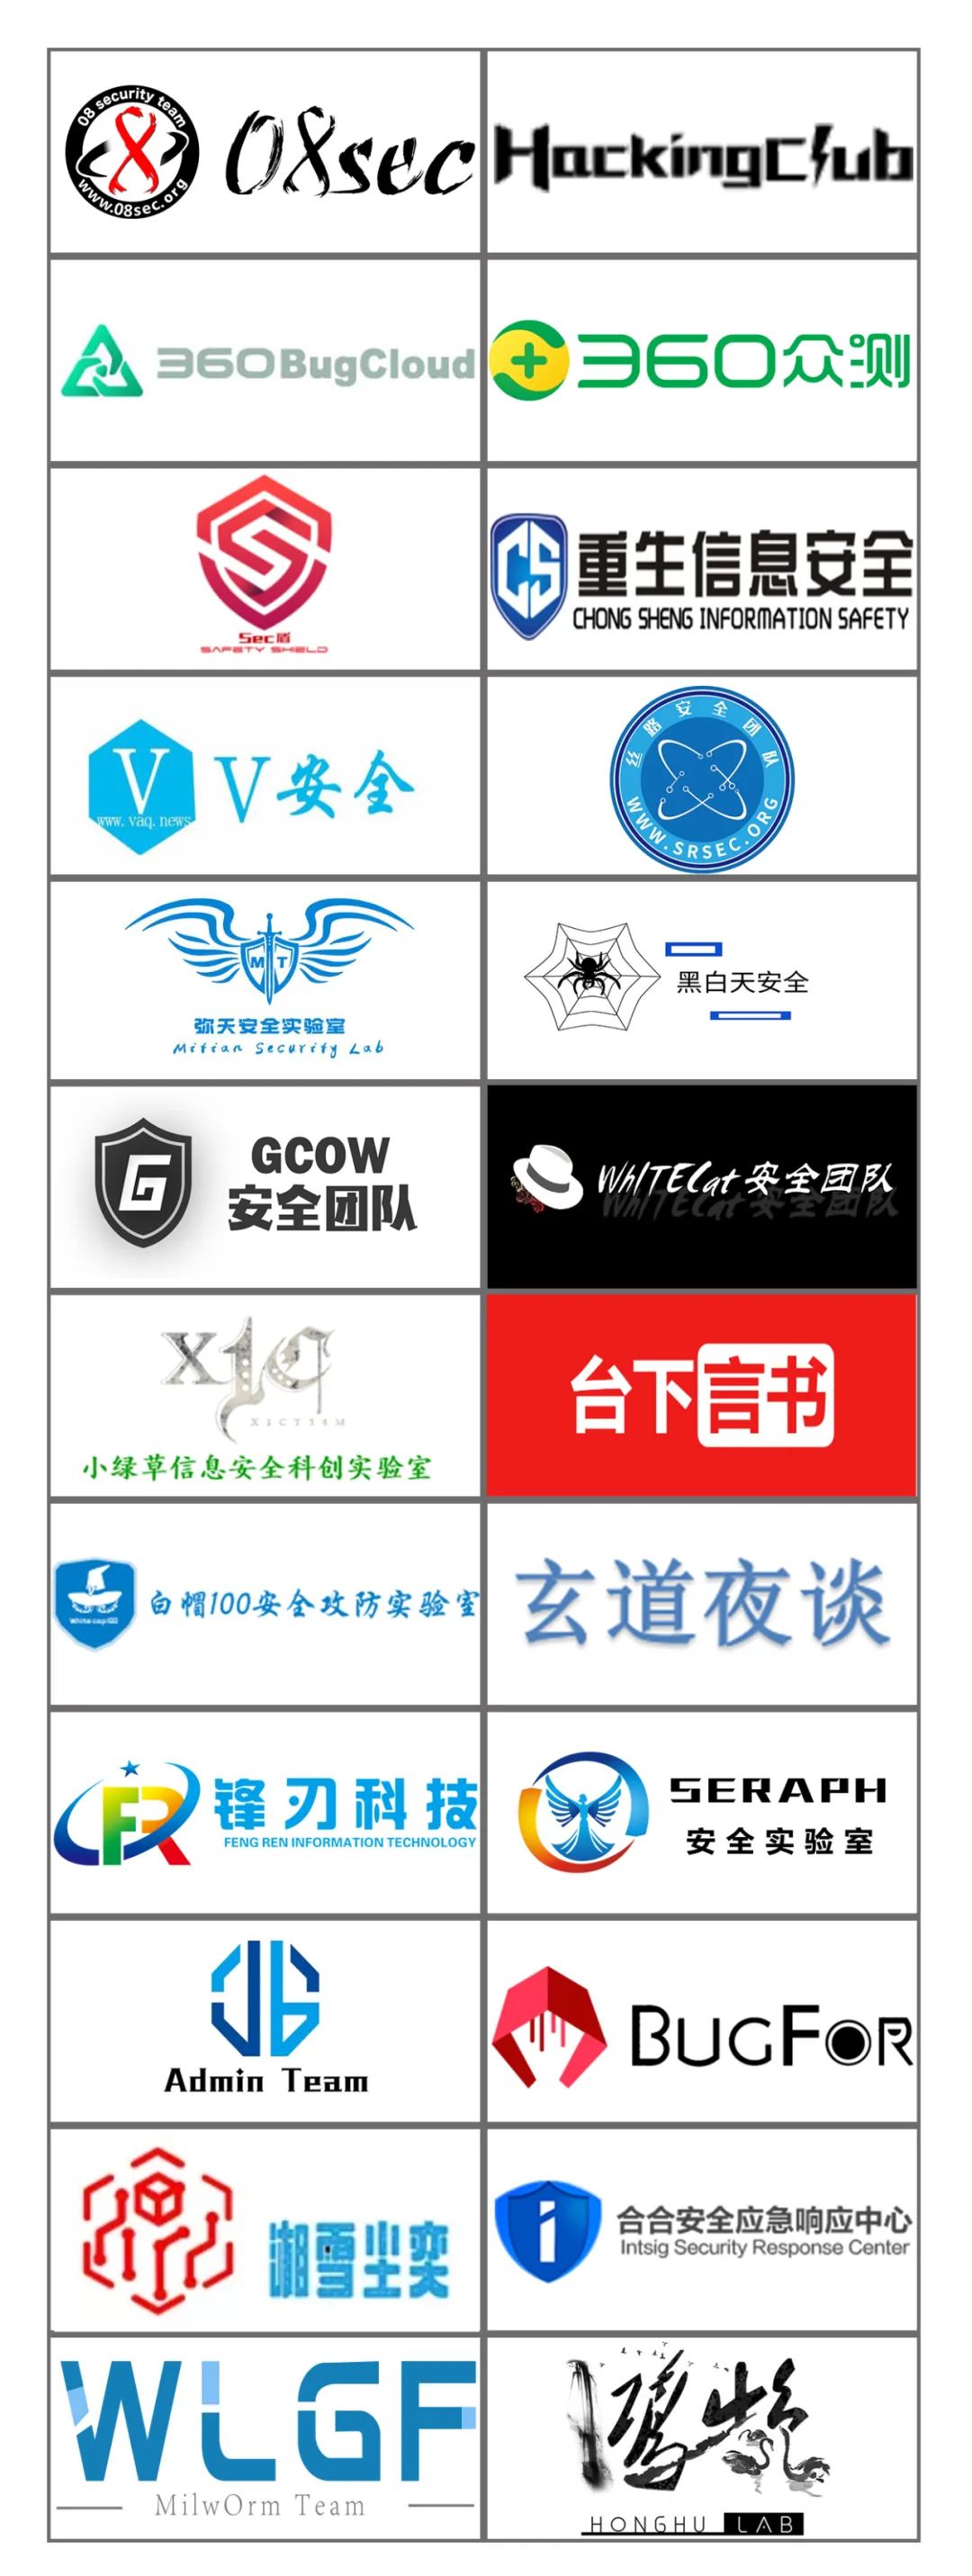 08 security team
www.08sec.org
08sec
HackingClub
360BugCloud
360众测
Sec盾
SAFETY SHIELD
CS
重生信息安全
CHONG SHENG INFORMATION SAFETY
V
www.vaq.news
V安全
丝路安全团队
WWW.SRSEC.ORG
MT
弥天安全实验室
Mitian Security Lab
黑白天安全
G
GCOW
安全团队
WhITECat安全团队
X1C
X1CT34M
小绿草信息安全科创实验室
台下言书
白帽100安全攻防实验室
玄道夜谈
FR
锋刃科技
FENG REN INFORMATION TECHNOLOGY
SERAPH
安全实验室
Admin Team
BUGFOR
湘雪尘奕
i
合合安全应急响应中心
Intsig Security Response Center
WLGF
Milw0rm Team
HONGHU LAB